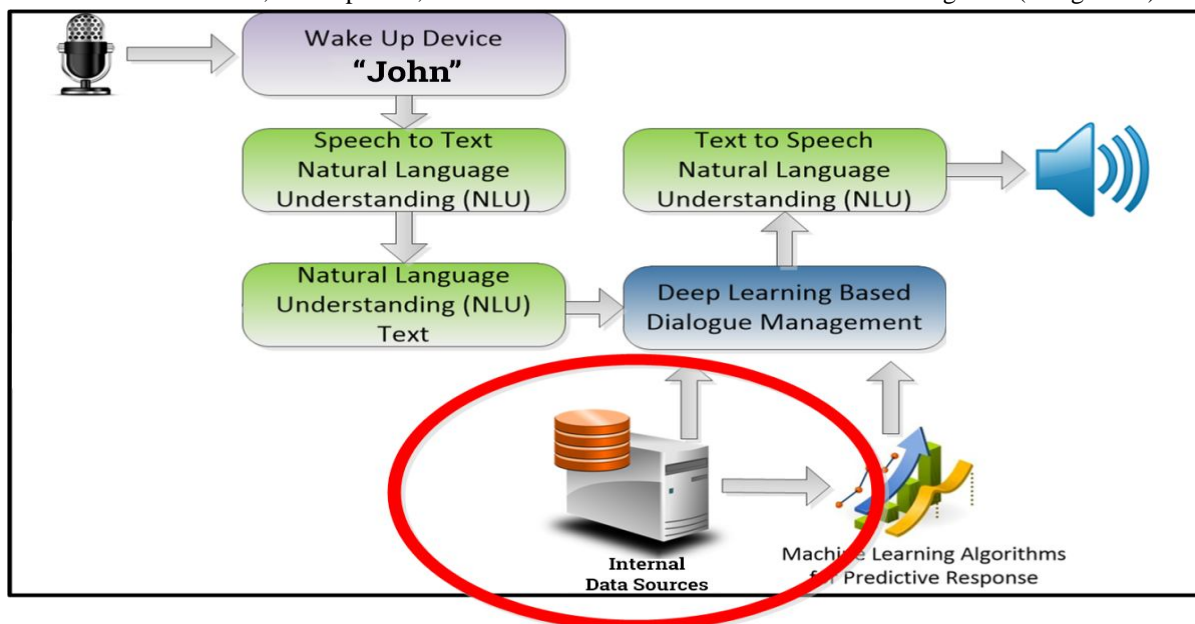 Wake Up Device
“John”
Speech to Text
Natural Language
Understanding (NLU)
Text to Speech
Natural Language
Understanding (NLU)
Natural Language
Understanding (NLU)
Text
Deep Learning Based
Dialogue Management
Internal
Data Sources
Machine Learning Algorithms
for Predictive Response